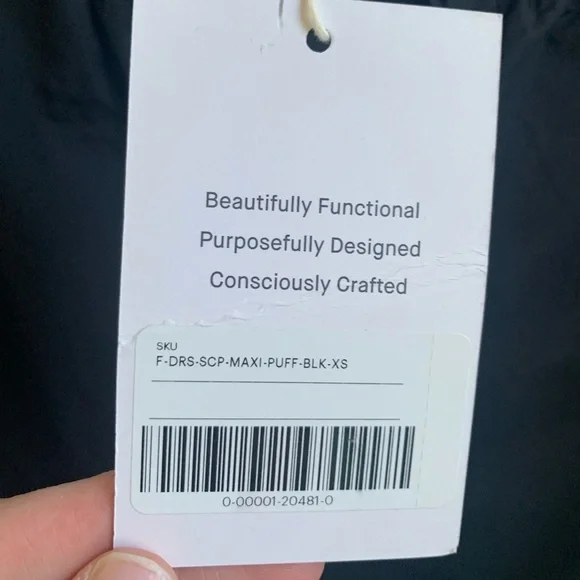 Beautifully Functional
Purposefully Designed
Consciously Crafted
SKU
F-DRS-SCP-MAXI-PUFF-BLK-XS
0-00001-20481-0